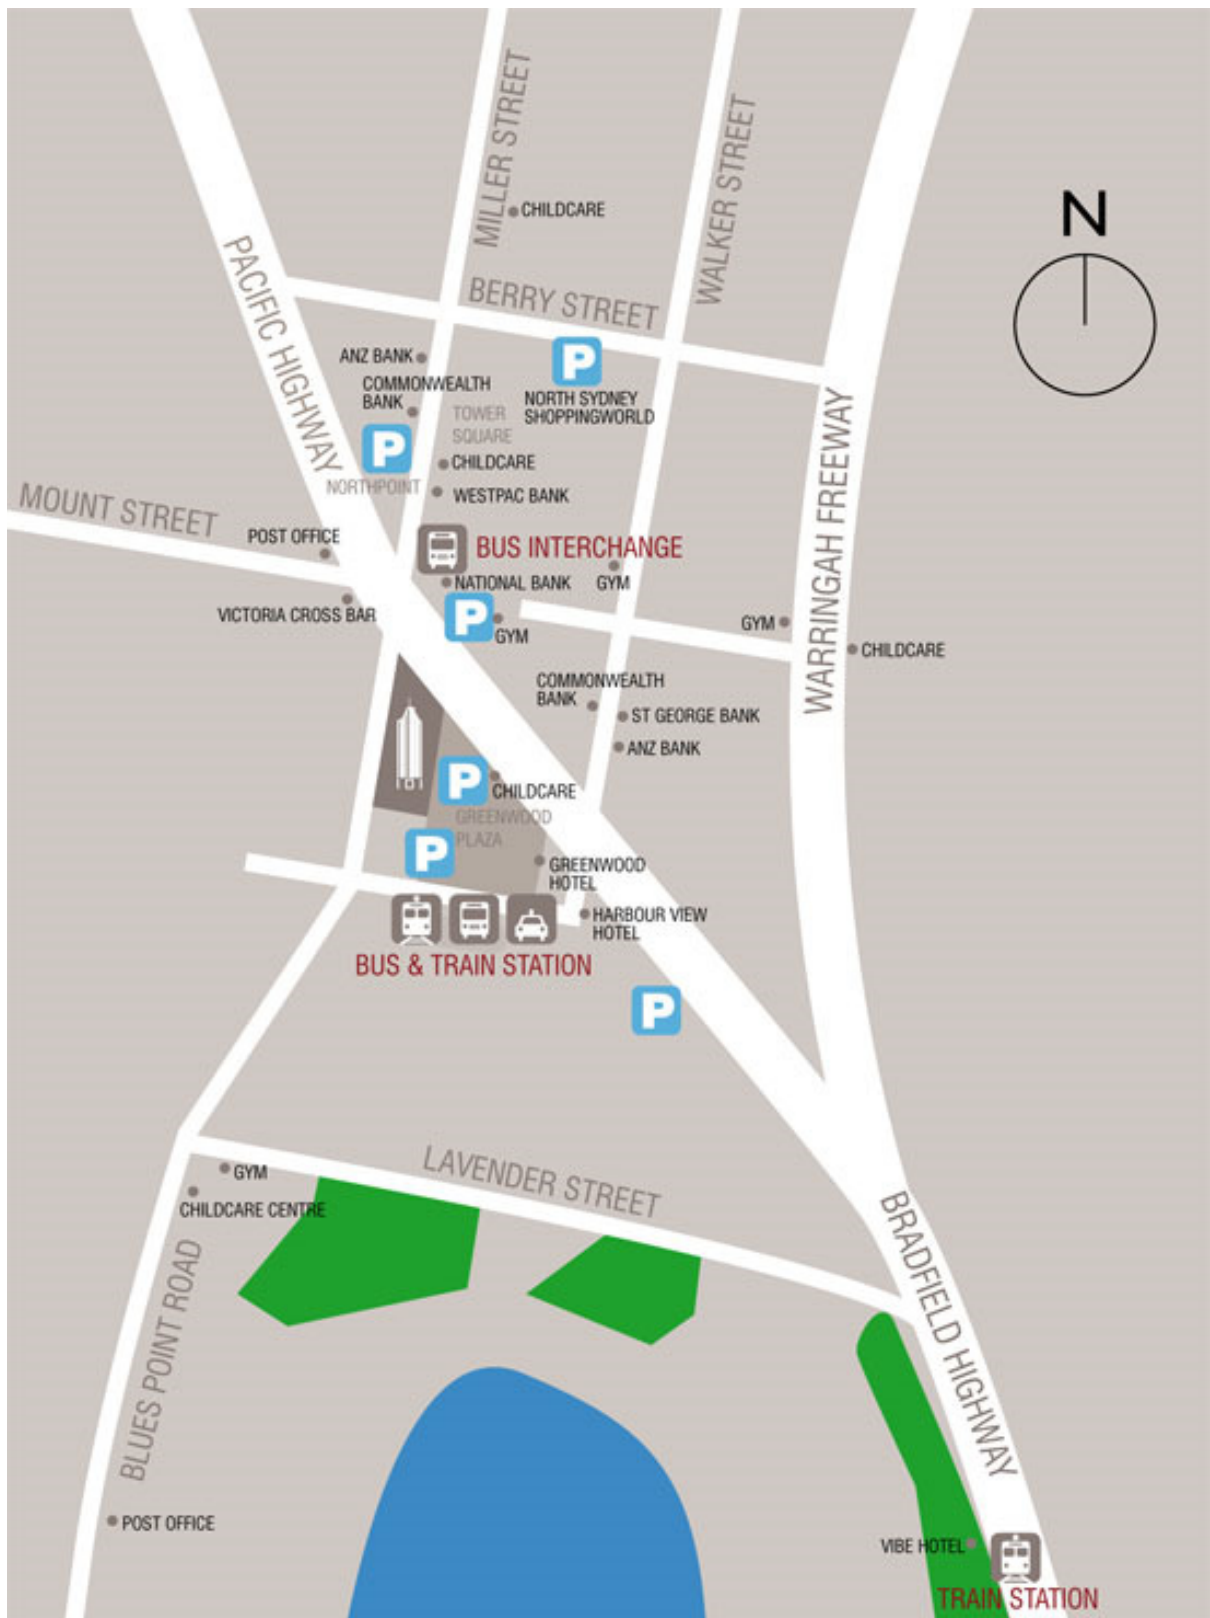 MILLER STREET
WALKER STREET
CHILDCARE
N
PACIFIC HIGHWAY
BERRY STREET
ANZ BANK
P
COMMONWEALTH
BANK
NORTH SYDNEY
SHOPPINGWORLD
TOWER
SQUARE
P
CHILDCARE
NORTHPOINT
WESTPAC BANK
WARRINGAH FREEWAY
MOUNT STREET
POST OFFICE
BUS INTERCHANGE
NATIONAL BANK
GYM
VICTORIA CROSS BAR
P
GYM
GYM
CHILDCARE
COMMONWEALTH
BANK
ST GEORGE BANK
ANZ BANK
P
CHILDCARE
GREENWOOD
PLAZA
P
GREENWOOD
HOTEL
HARBOUR VIEW
HOTEL
BUS & TRAIN STATION
P
LAVENDER STREET
GYM
CHILDCARE CENTRE
BRADFIELD HIGHWAY
BLUES POINT ROAD
POST OFFICE
VIBE HOTEL
TRAIN STATION